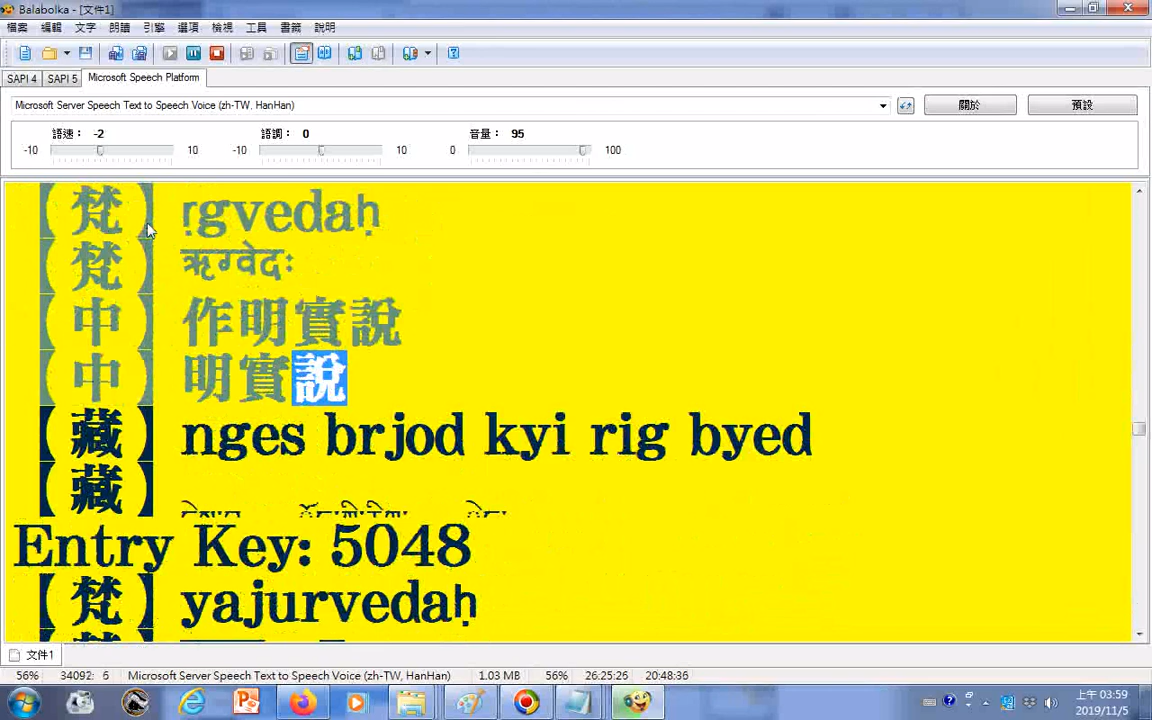 Balabolka - [文件1]
檔案 編輯 文字 朗讀 引擎 選項 檢視 工具 書籤 說明
SAPI 4 SAPI 5 Microsoft Speech Platform
Microsoft Server Speech Text to Speech Voice (zh-TW, HanHan) 關於 預設
語速： -2 語調： 0 音量： 95
-10 10 -10 10 0 100
【梵】 ṛgvedaḥ
【梵】 ऋग्वेदः
【中】 作明實說
【中】 明實說
【藏】 nges brjod kyi rig byed
【藏】
Entry Key: 5048
【梵】 yajurvedaḥ
文件1
56% 34092: 6 Microsoft Server Speech Text to Speech Voice (zh-TW, HanHan) 1.03 MB 56% 26:25:26 20:48:36
上午 03:59
2019/11/5